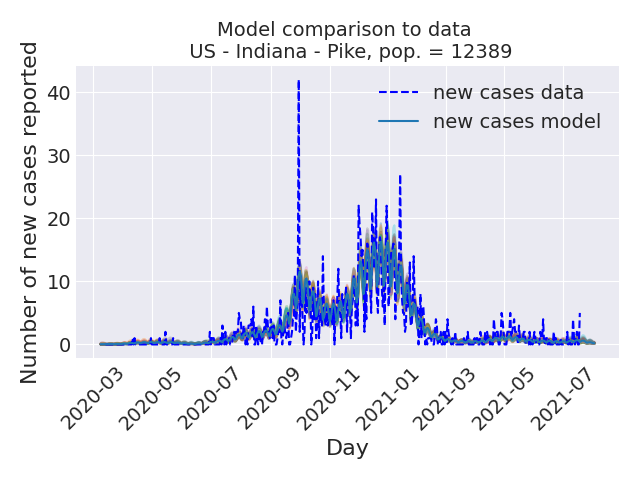 Model comparison to data
US - Indiana - Pike, pop. = 12389
Number of new cases reported
40
30
20
10
0
new cases data
new cases model
2020-03
2020-05
2020-07
2020-09
2020-11
2021-01
2021-03
2021-05
2021-07
Day